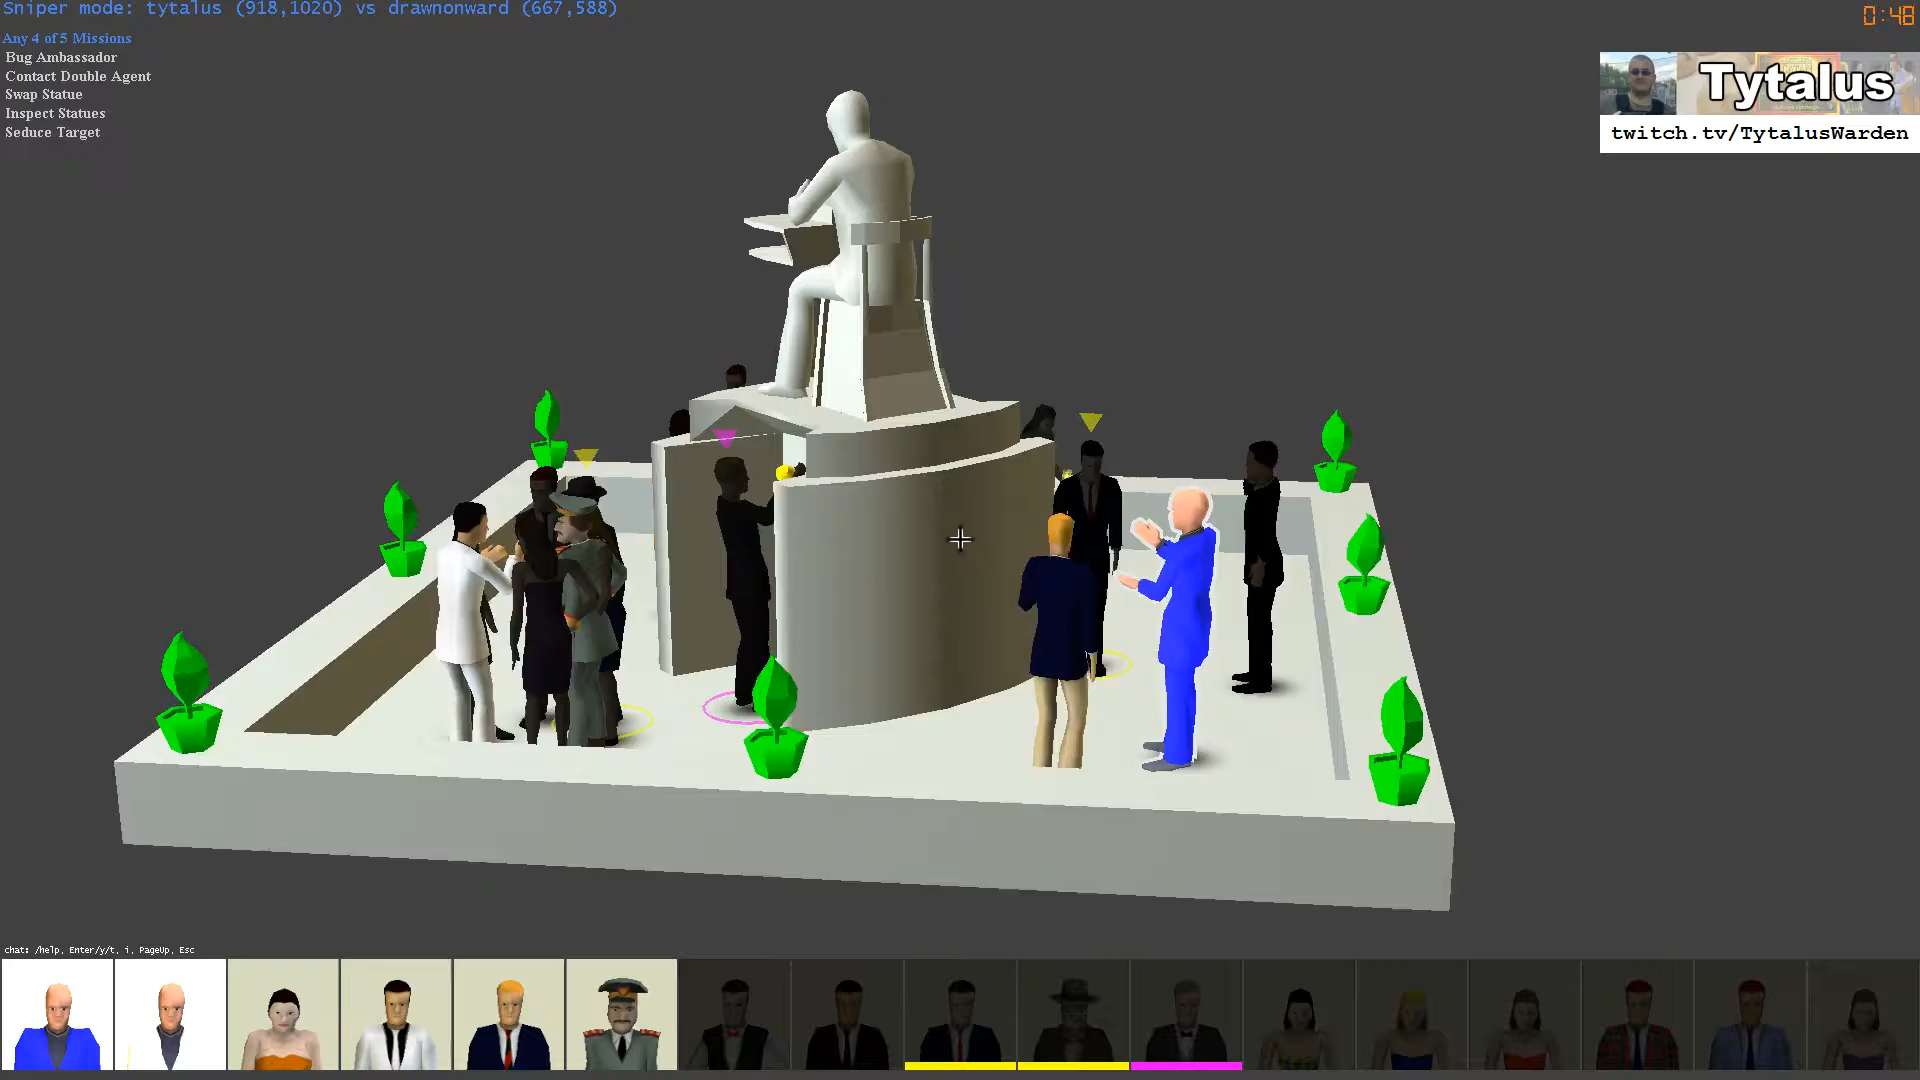 Sniper mode: tytalus (918,1020) vs drawnonward (667,588)
0:48
Any 4 of 5 Missions
Bug Ambassador
Contact Double Agent
Swap Statue
Inspect Statues
Seduce Target
Tytalus
twitch.tv/TytalusWarden
chat: /help, Enter/y/t, i, PageUp, Esc